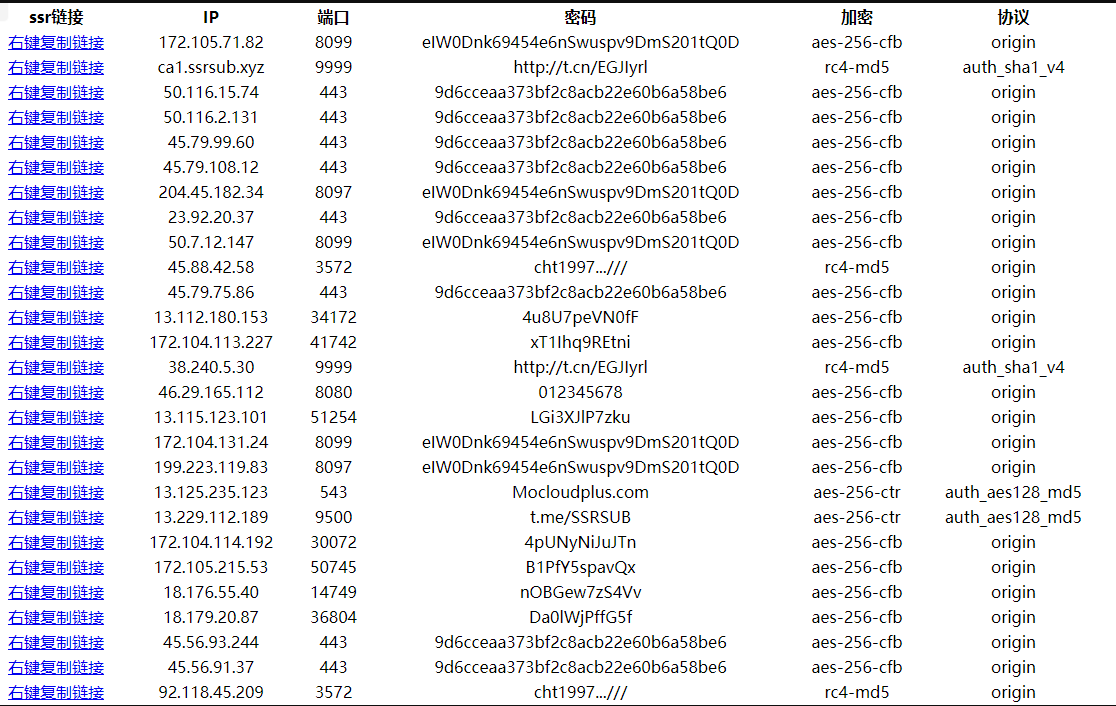 ssr链接 IP 端口 密码 加密 协议
右键复制链接 172.105.71.82 8099 eIW0Dnk69454e6nSwuspv9DmS201tQ0D aes-256-cfb origin
右键复制链接 ca1.ssrsub.xyz 9999 http://t.cn/EGJIyrl rc4-md5 auth_sha1_v4
右键复制链接 50.116.15.74 443 9d6cceaa373bf2c8acb22e60b6a58be6 aes-256-cfb origin
右键复制链接 50.116.2.131 443 9d6cceaa373bf2c8acb22e60b6a58be6 aes-256-cfb origin
右键复制链接 45.79.99.60 443 9d6cceaa373bf2c8acb22e60b6a58be6 aes-256-cfb origin
右键复制链接 45.79.108.12 443 9d6cceaa373bf2c8acb22e60b6a58be6 aes-256-cfb origin
右键复制链接 204.45.182.34 8097 eIW0Dnk69454e6nSwuspv9DmS201tQ0D aes-256-cfb origin
右键复制链接 23.92.20.37 443 9d6cceaa373bf2c8acb22e60b6a58be6 aes-256-cfb origin
右键复制链接 50.7.12.147 8099 eIW0Dnk69454e6nSwuspv9DmS201tQ0D aes-256-cfb origin
右键复制链接 45.88.42.58 3572 cht1997.../// rc4-md5 origin
右键复制链接 45.79.75.86 443 9d6cceaa373bf2c8acb22e60b6a58be6 aes-256-cfb origin
右键复制链接 13.112.180.153 34172 4u8U7peVN0fF aes-256-cfb origin
右键复制链接 172.104.113.227 41742 xT1Ihq9REtni aes-256-cfb origin
右键复制链接 38.240.5.30 9999 http://t.cn/EGJIyrl rc4-md5 auth_sha1_v4
右键复制链接 46.29.165.112 8080 012345678 aes-256-cfb origin
右键复制链接 13.115.123.101 51254 LGi3XJlP7zku aes-256-cfb origin
右键复制链接 172.104.131.24 8099 eIW0Dnk69454e6nSwuspv9DmS201tQ0D aes-256-cfb origin
右键复制链接 199.223.119.83 8097 eIW0Dnk69454e6nSwuspv9DmS201tQ0D aes-256-cfb origin
右键复制链接 13.125.235.123 543 Mocloudplus.com aes-256-ctr auth_aes128_md5
右键复制链接 13.229.112.189 9500 t.me/SSRSUB aes-256-ctr auth_aes128_md5
右键复制链接 172.104.114.192 30072 4pUNyNiJuJTn aes-256-cfb origin
右键复制链接 172.105.215.53 50745 B1PfY5spavQx aes-256-cfb origin
右键复制链接 18.176.55.40 14749 nOBGew7zS4Vv aes-256-cfb origin
右键复制链接 18.179.20.87 36804 Da0lWjPffG5f aes-256-cfb origin
右键复制链接 45.56.93.244 443 9d6cceaa373bf2c8acb22e60b6a58be6 aes-256-cfb origin
右键复制链接 45.56.91.37 443 9d6cceaa373bf2c8acb22e60b6a58be6 aes-256-cfb origin
右键复制链接 92.118.45.209 3572 cht1997.../// rc4-md5 origin